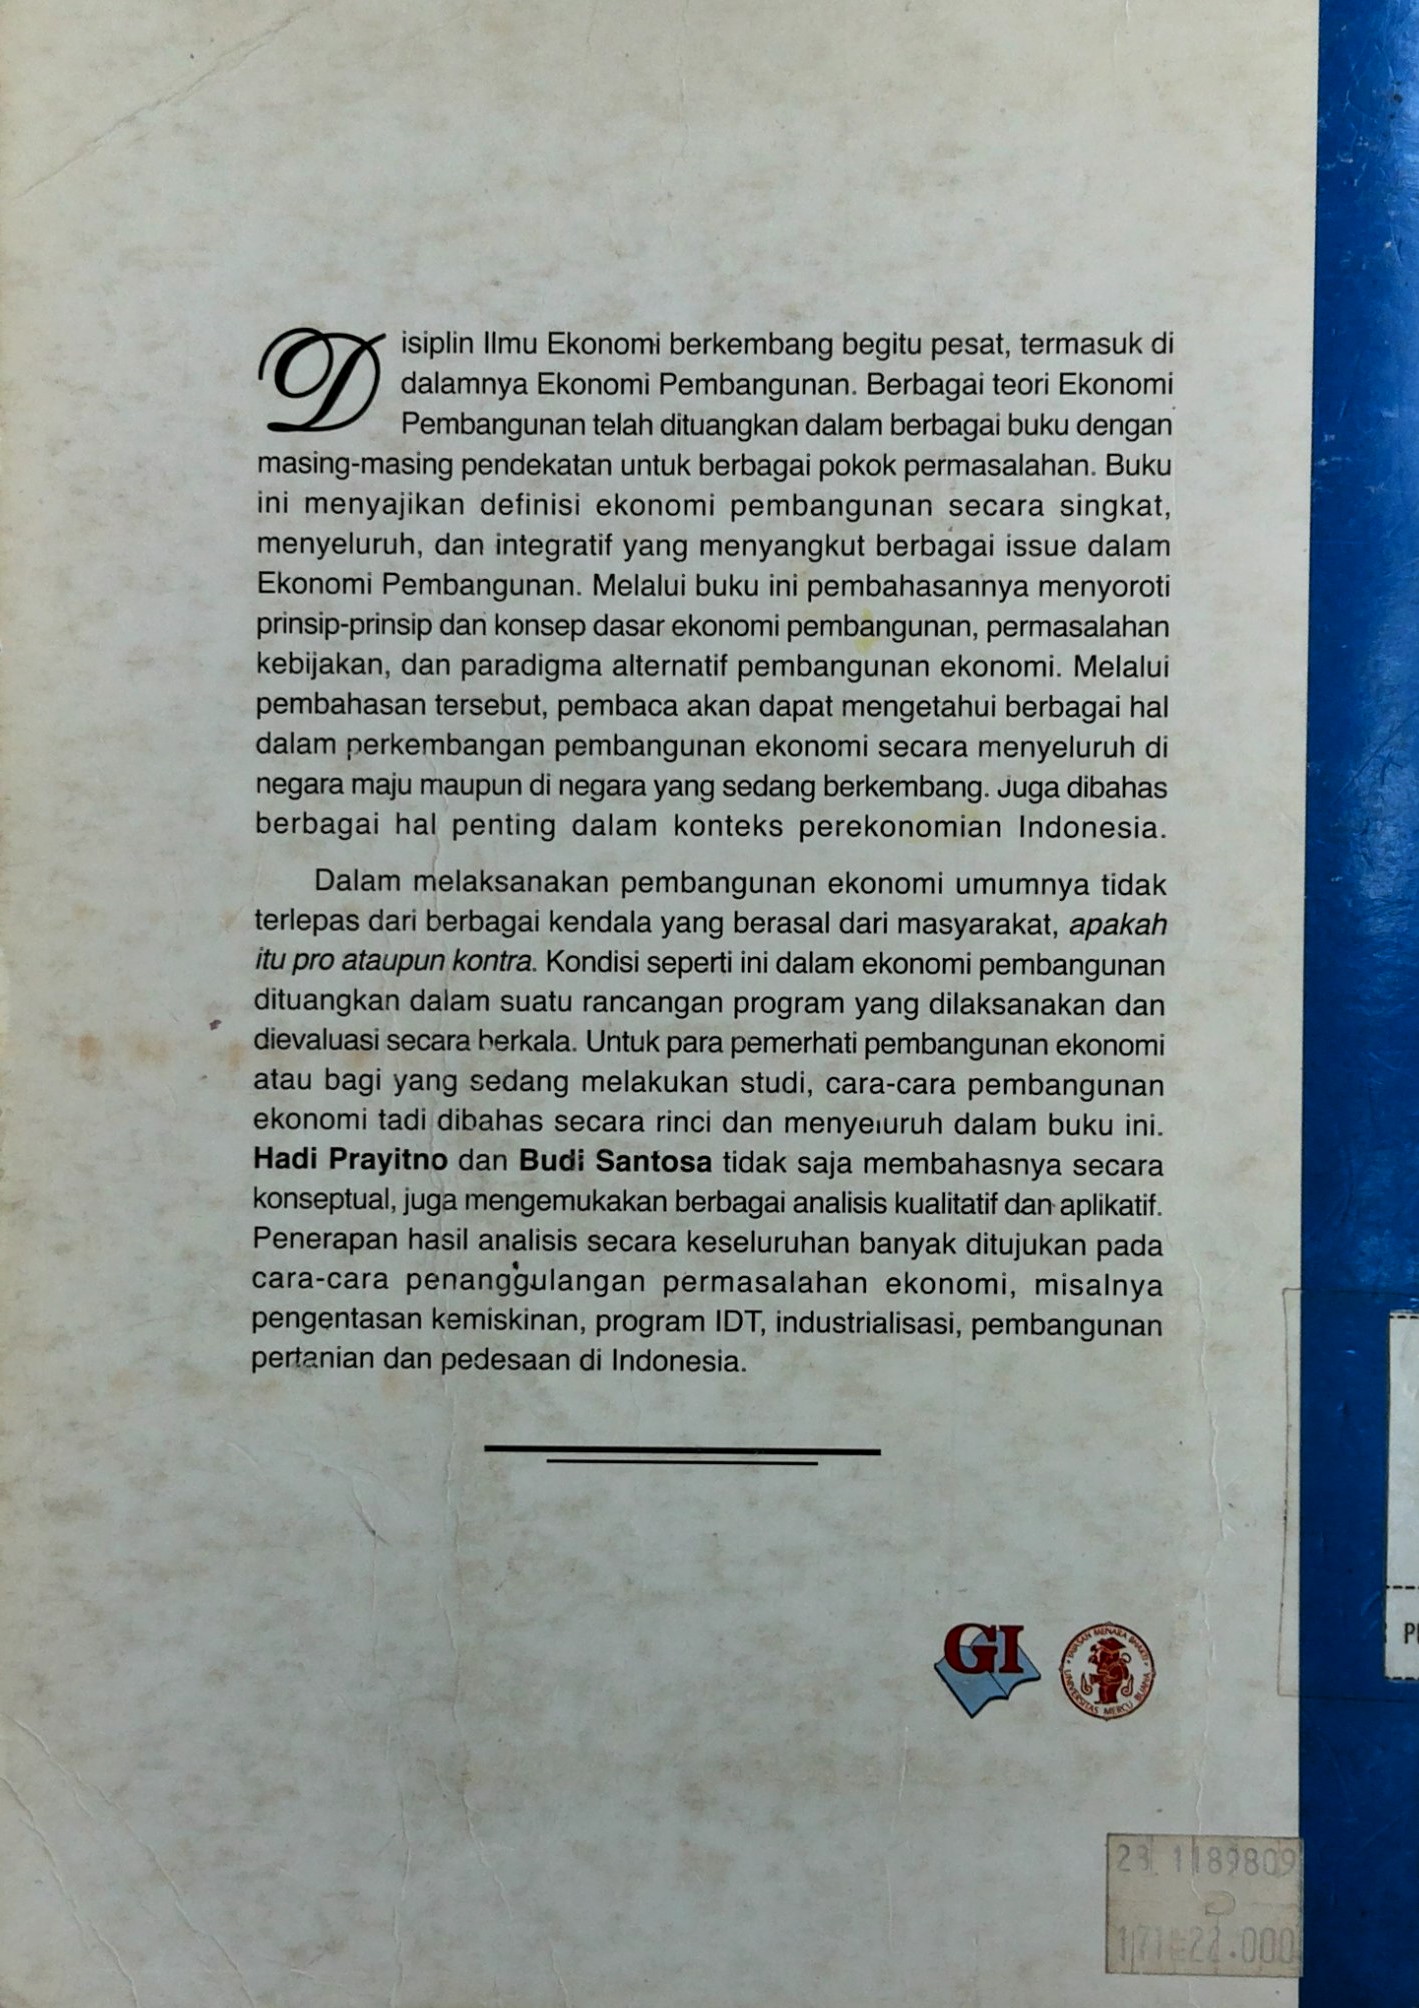 Disiplin Ilmu Ekonomi berkembang begitu pesat, termasuk di
dalamnya Ekonomi Pembangunan. Berbagai teori Ekonomi
Pembangunan telah dituangkan dalam berbagai buku dengan
masing-masing pendekatan untuk berbagai pokok permasalahan. Buku
ini menyajikan definisi ekonomi pembangunan secara singkat,
menyeluruh, dan integratif yang menyangkut berbagai issue dalam
Ekonomi Pembangunan. Melalui buku ini pembahasannya menyoroti
prinsip-prinsip dan konsep dasar ekonomi pembangunan, permasalahan
kebijakan, dan paradigma alternatif pembangunan ekonomi. Melalui
pembahasan tersebut, pembaca akan dapat mengetahui berbagai hal
dalam perkembangan pembangunan ekonomi secara menyeluruh di
negara maju maupun di negara yang sedang berkembang. Juga dibahas
berbagai hal penting dalam konteks perekonomian Indonesia.
Dalam melaksanakan pembangunan ekonomi umumnya tidak
terlepas dari berbagai kendala yang berasal dari masyarakat, apakah
itu pro ataupun kontra. Kondisi seperti ini dalam ekonomi pembangunan
dituangkan dalam suatu rancangan program yang dilaksanakan dan
dievaluasi secara berkala. Untuk para pemerhati pembangunan ekonomi
atau bagi yang sedang melakukan studi, cara-cara pembangunan
ekonomi tadi dibahas secara rinci dan menyeluruh dalam buku ini.
Hadi Prayitno dan Budi Santosa tidak saja membahasnya secara
konseptual, juga mengemukakan berbagai analisis kualitatif dan aplikatif.
Penerapan hasil analisis secara keseluruhan banyak ditujukan pada
cara-cara penanggulangan permasalahan ekonomi, misalnya
pengentasan kemiskinan, program IDT, industrialisasi, pembangunan
pertanian dan pedesaan di Indonesia.
GI
YAYASAN MENARA BHAKTI
UNIVERSITAS MERCU BUANA
1189809
22.000